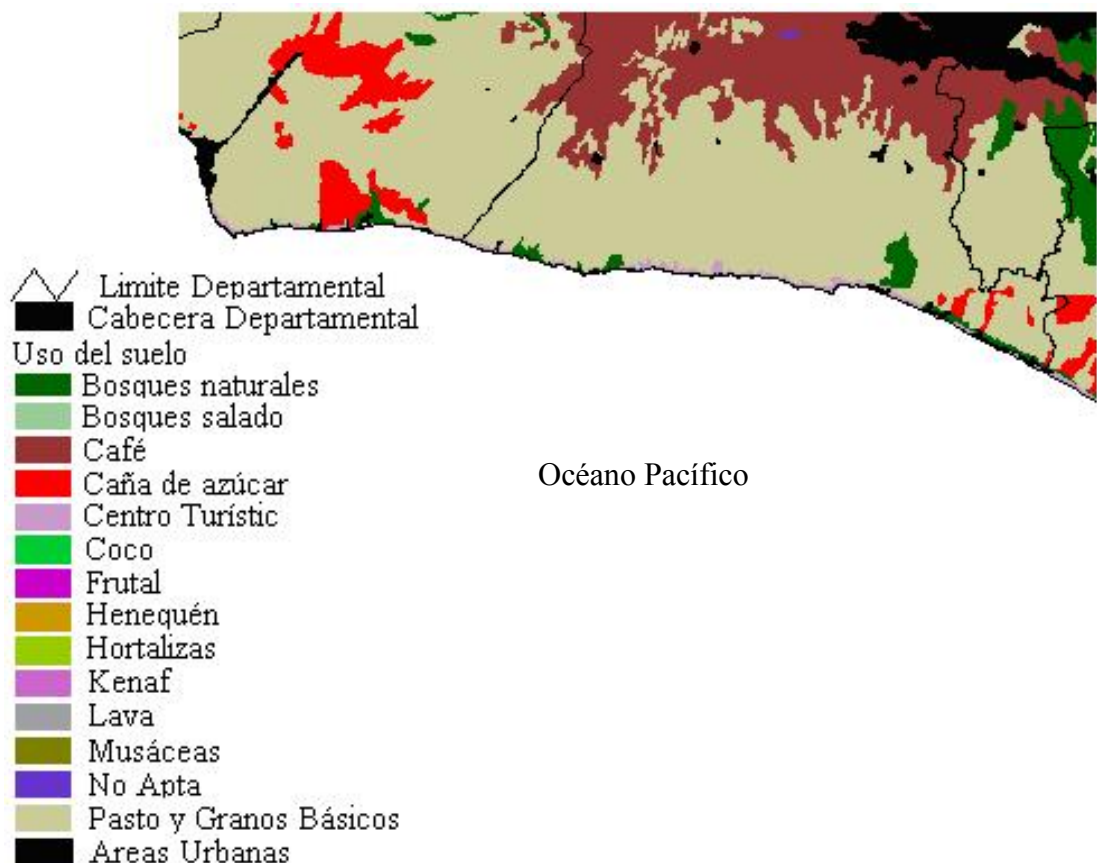 Limite Departamental
Cabecera Departamental
Uso del suelo
Bosques naturales
Bosques salado
Café
Caña de azúcar
Centro Turístic
Coco
Frutal
Henequén
Hortalizas
Kenaf
Lava
Musáceas
No Apta
Pasto y Granos Básicos
Areas Urbanas
Océano Pacífico